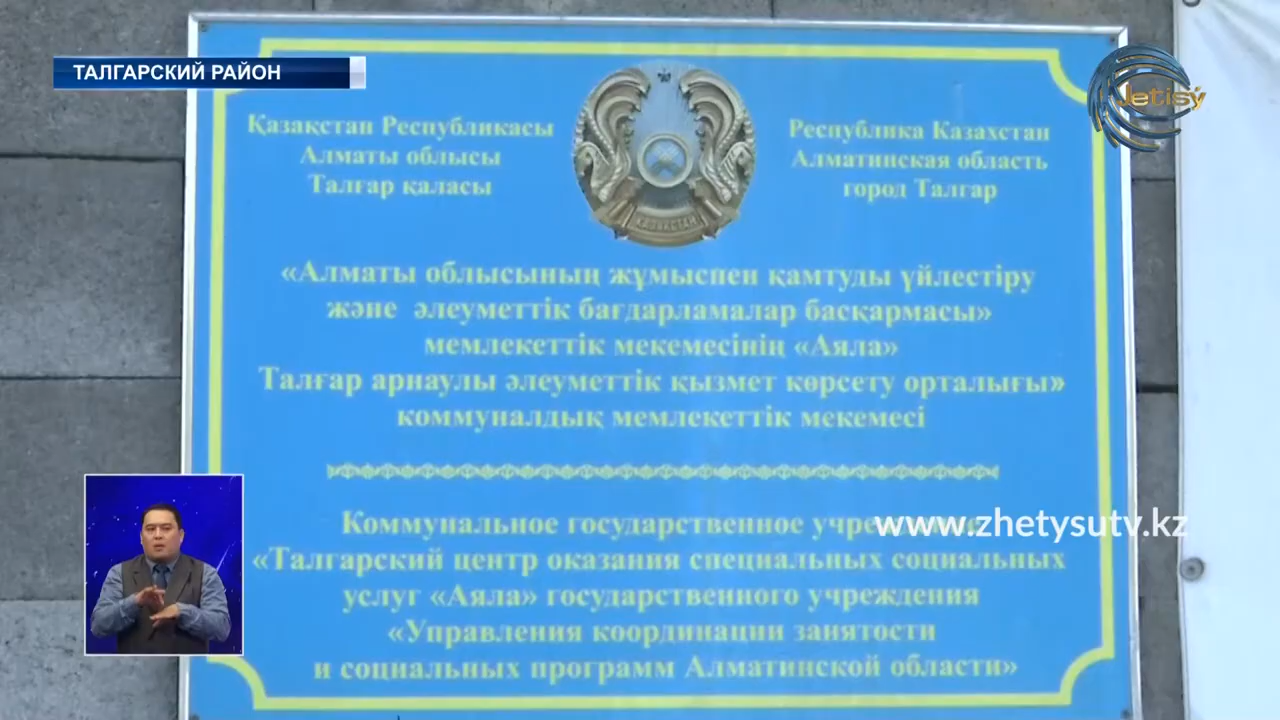 ТАЛГАРСКИЙ РАЙОН
Jetisý
Қазақстан Республикасы
Алматы облысы
Талғар қаласы
ҚАЗАҚСТАН
Республика Казахстан
Алматинская область
город Талгар
«Алматы облысының жұмыспен қамтуды үйлестіру
және әлеуметтік бағдарламалар басқармасы»
мемлекеттік мекемесінің «Аяла»
Талғар арнаулы әлеуметтік қызмет көрсету орталығы»
коммуналдық мемлекеттік мекемесі
Коммунальное государственное
www.zhetysutv.kz
«Талгарский центр оказания специальных социальных
услуг «Аяла» государственного учреждения
«Управления координации занятости
и социальных программ Алматинской области»